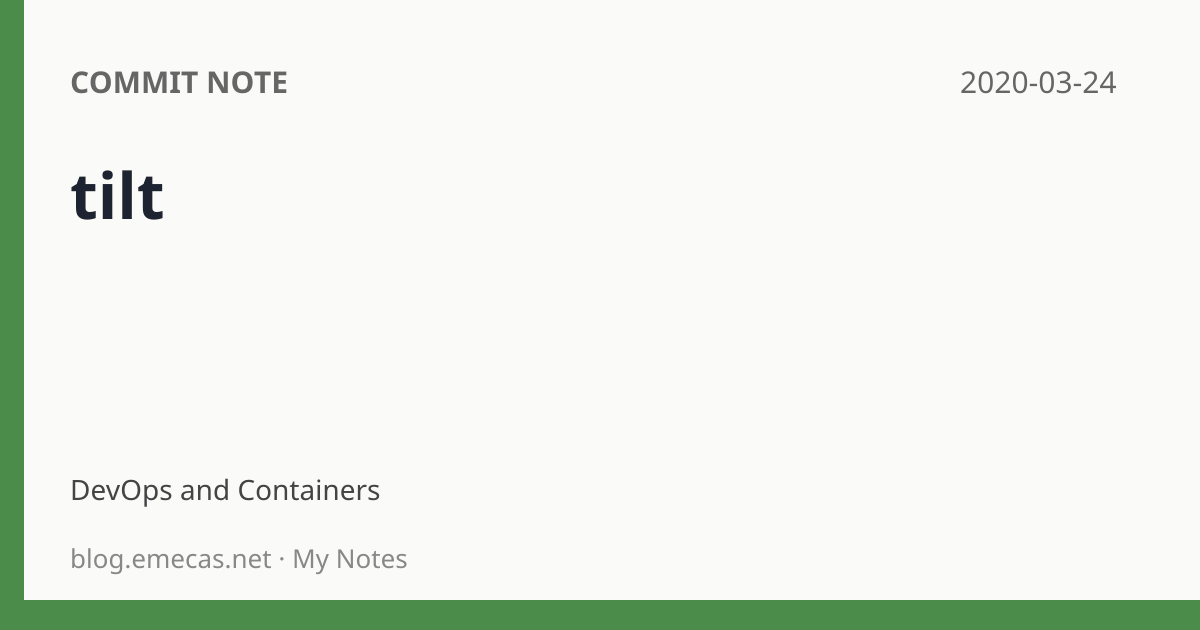 COMMIT NOTE
2020-03-24
tilt
DevOps and Containers
blog.emecas.net · My Notes